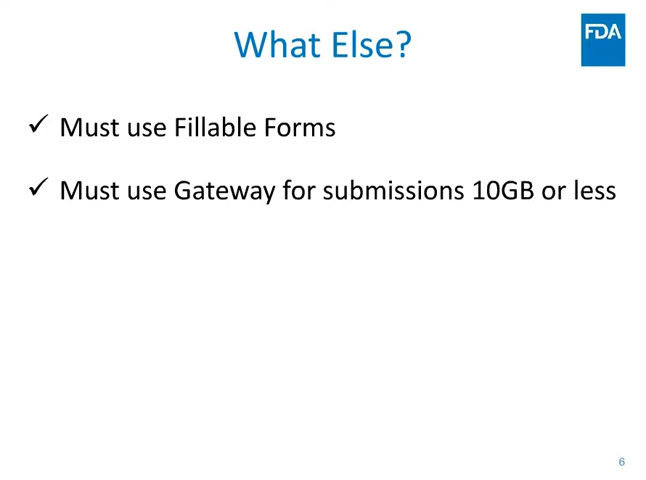 What Else?
FDA
✓ Must use Fillable Forms
✓ Must use Gateway for submissions 10GB or less
6